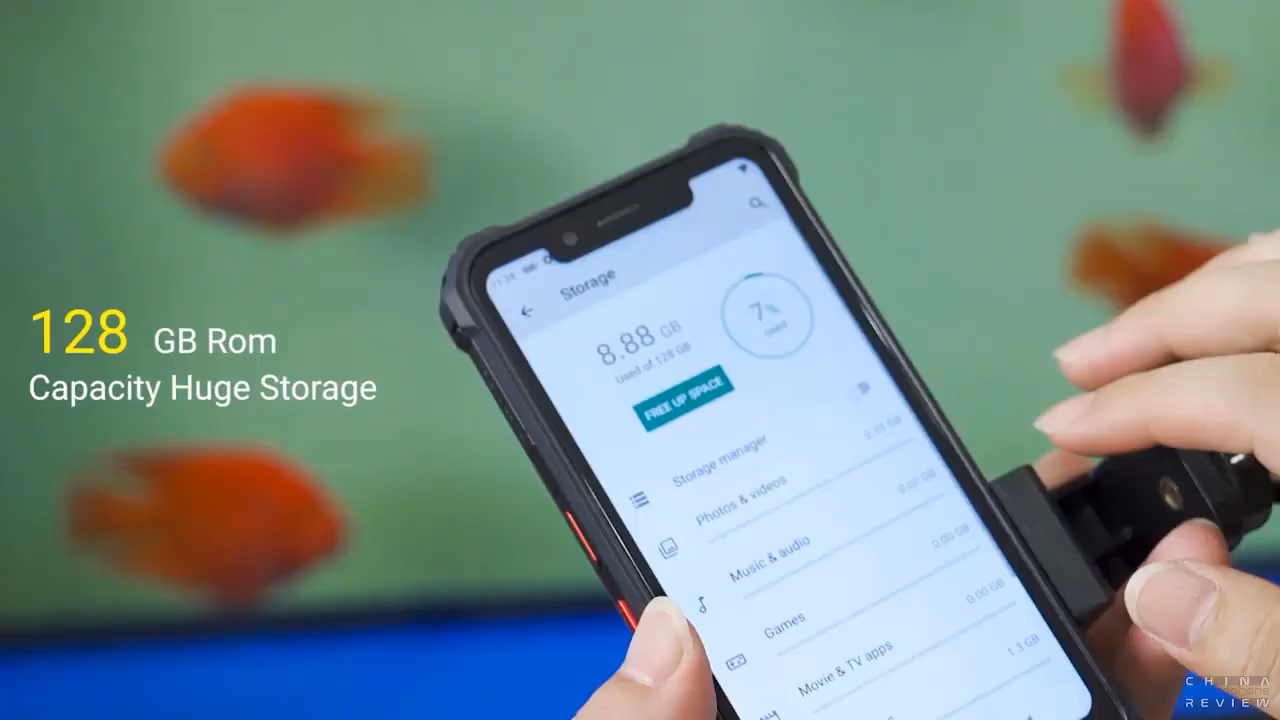 128 GB Rom
Capacity Huge Storage
Storage
8.88 GB
Used of 128 GB
7% used
FREE UP SPACE
Storage manager
Photos & videos
Music & audio
0.00 GB
Games
0.00 GB
Movie & TV apps
0.00 GB
1.3 GB
CHINA
phone
REVIEW